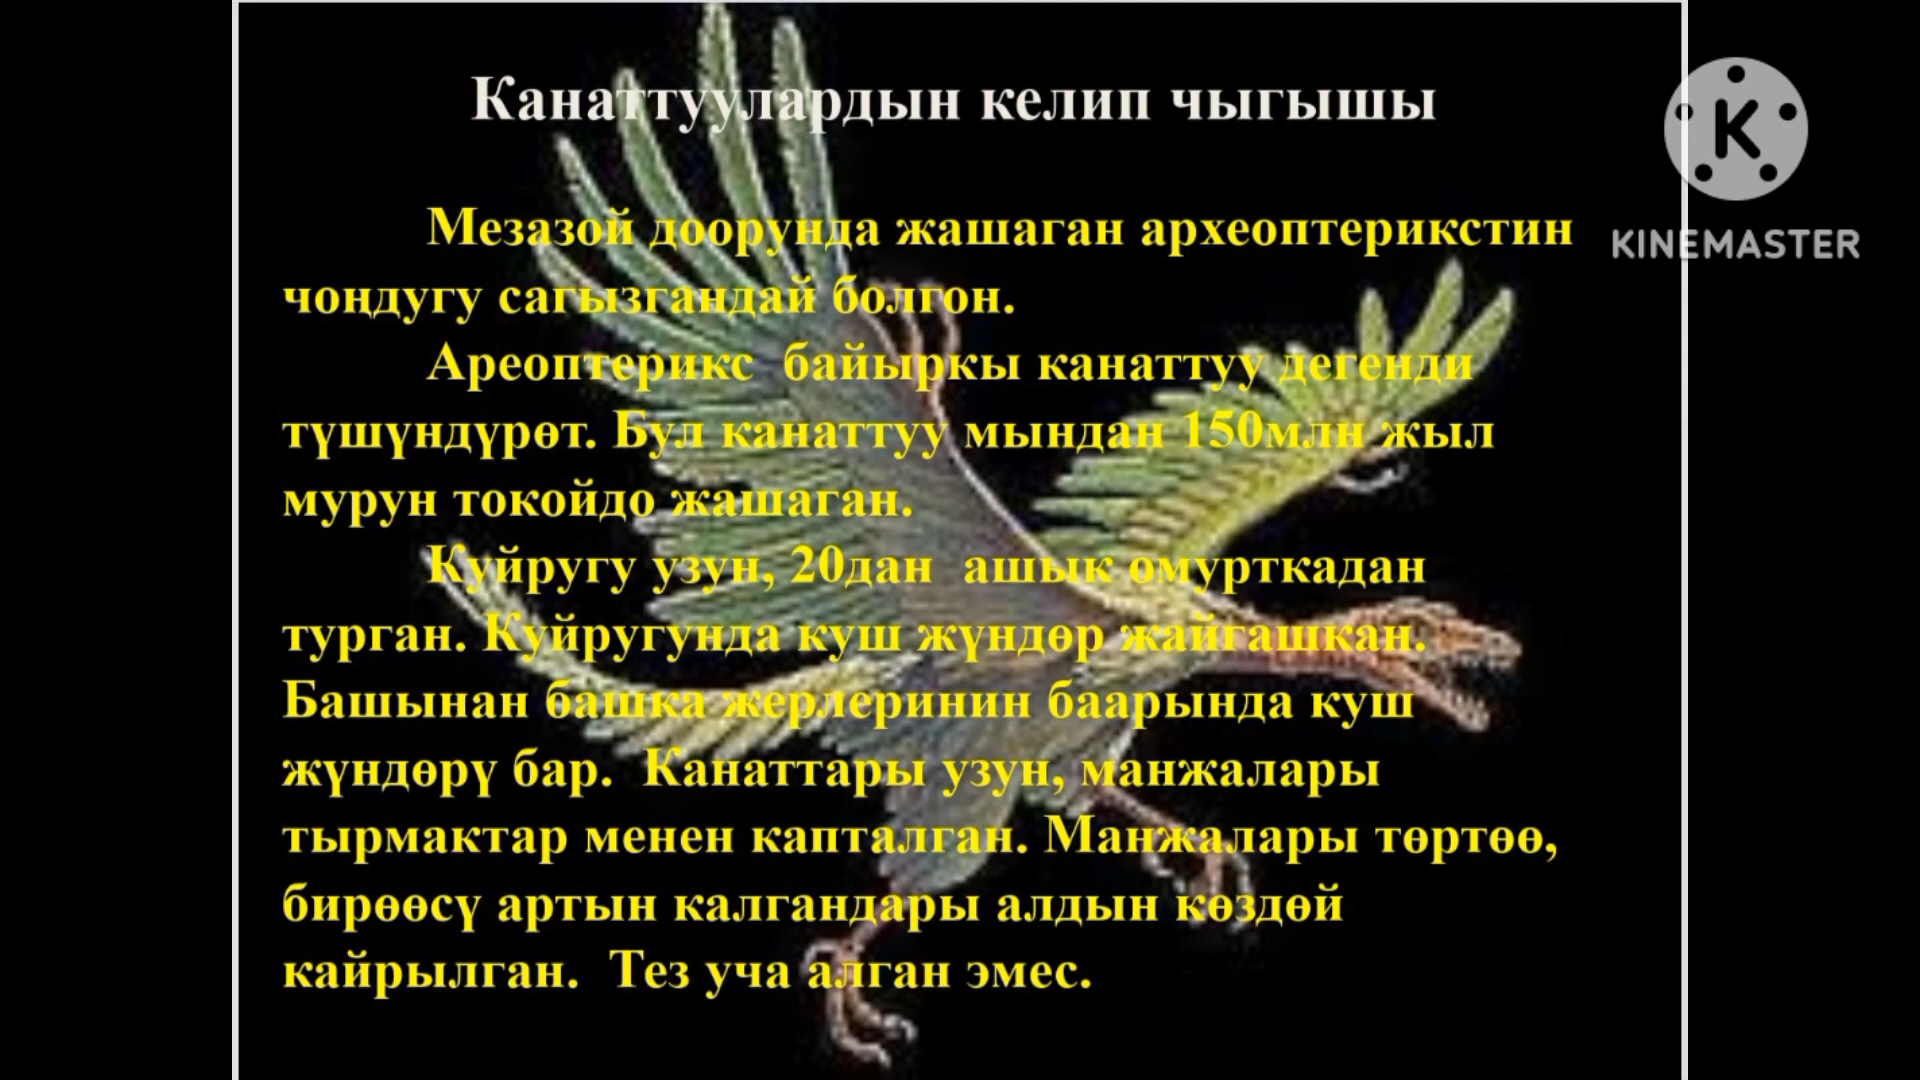 Канаттуулардын келип чыгышы
KINEMASTER
Мезазой доорунда жашаган археоптерикстин
чоңдугу сагызгандай болгон.
Ареоптерикс байыркы канаттуу дегенди
түшүндүрөт. Бул канаттуу мындан 150млн жыл
мурун токойдо жашаган.
Куйругу узун, 20дан ашык омурткадан
турган. Куйругунда куш жүндөр жайгашкан.
Башынан башка жерлеринин баарында куш
жүндөрү бар. Канаттары узун, манжалары
тырмактар менен капталган. Манжалары төртөө,
бирөөсү артын калгандары алдын көздөй
кайрылган. Тез уча алган эмес.